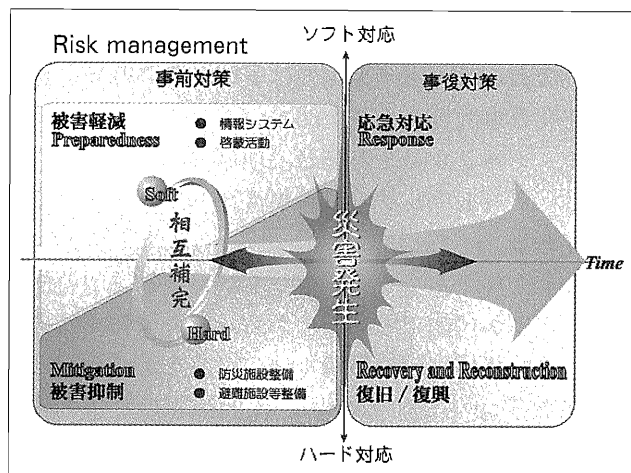 Risk management
ソフト対応
事前対策
事後対策
被害軽減
Preparedness
● 情報システム
● 啓蒙活動
応急対応
Response
Soft
相互補完
災害発生
Time
Hard
Mitigation
被害抑制
● 防災施設整備
● 避難施設等整備
Recovery and Reconstruction
復旧 / 復興
ハード対応